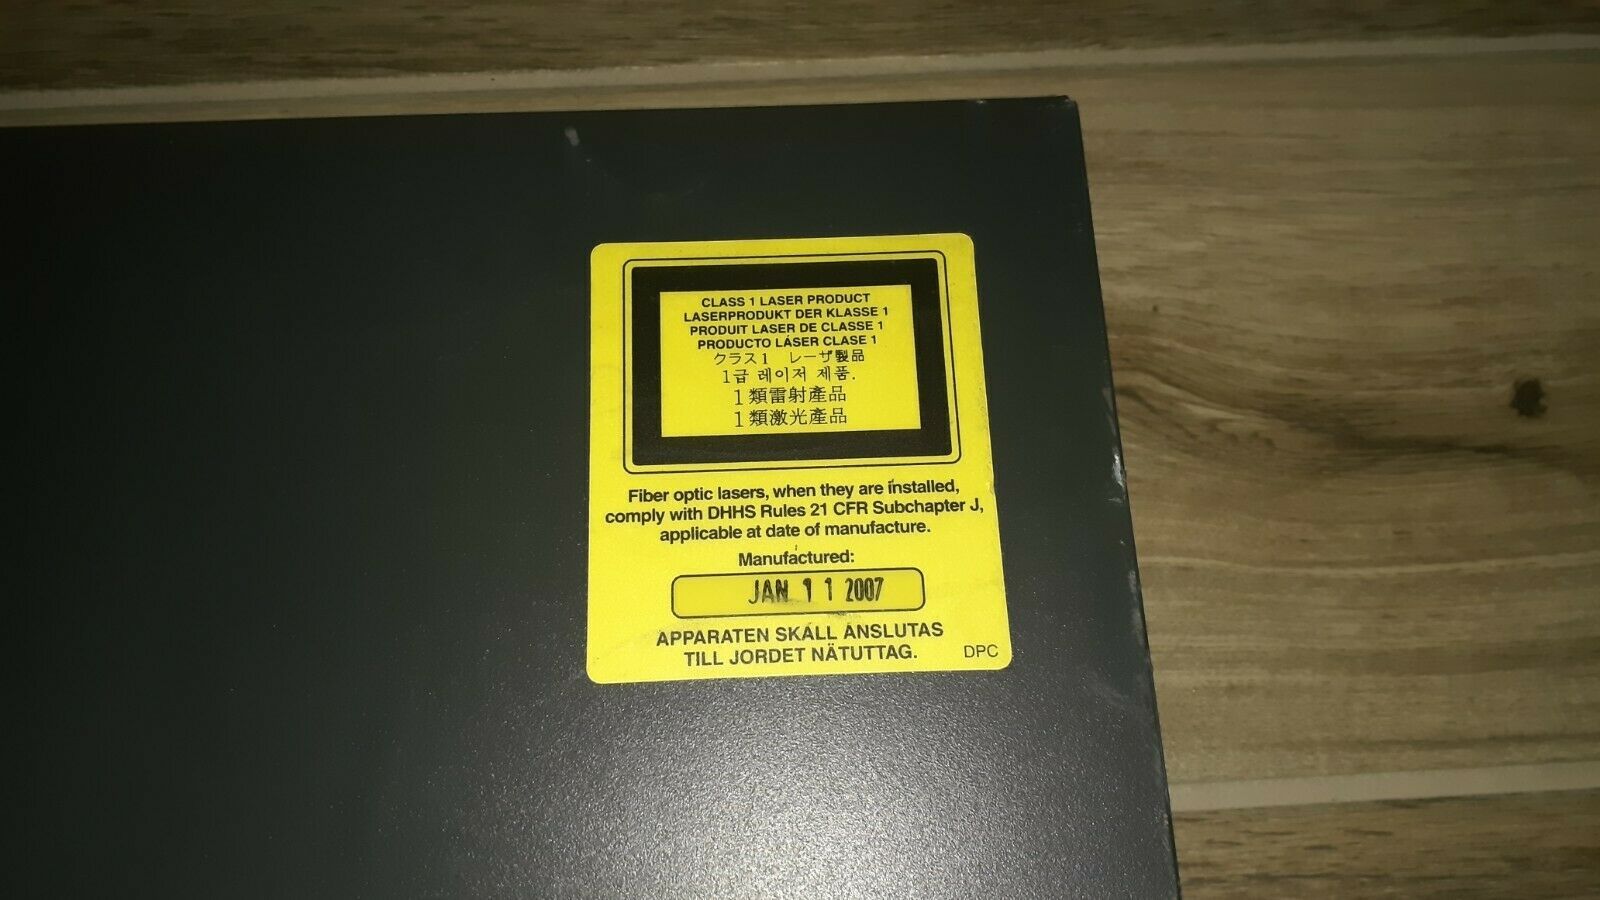 CLASS 1 LASER PRODUCT
LASERPRODUKT DER KLASSE 1
PRODUIT LASER DE CLASSE 1
PRODUCTO LÁSER CLASE 1
クラス1 レーザ製品
1급 레이저 제품.
1類雷射產品
1類激光產品
Fiber optic lasers, when they are installed,
comply with DHHS Rules 21 CFR Subchapter J,
applicable at date of manufacture.
Manufactured:
JAN 1 1 2007
APPARATEN SKALL ANSLUTAS
TILL JORDET NÄTUTTAG.
DPC